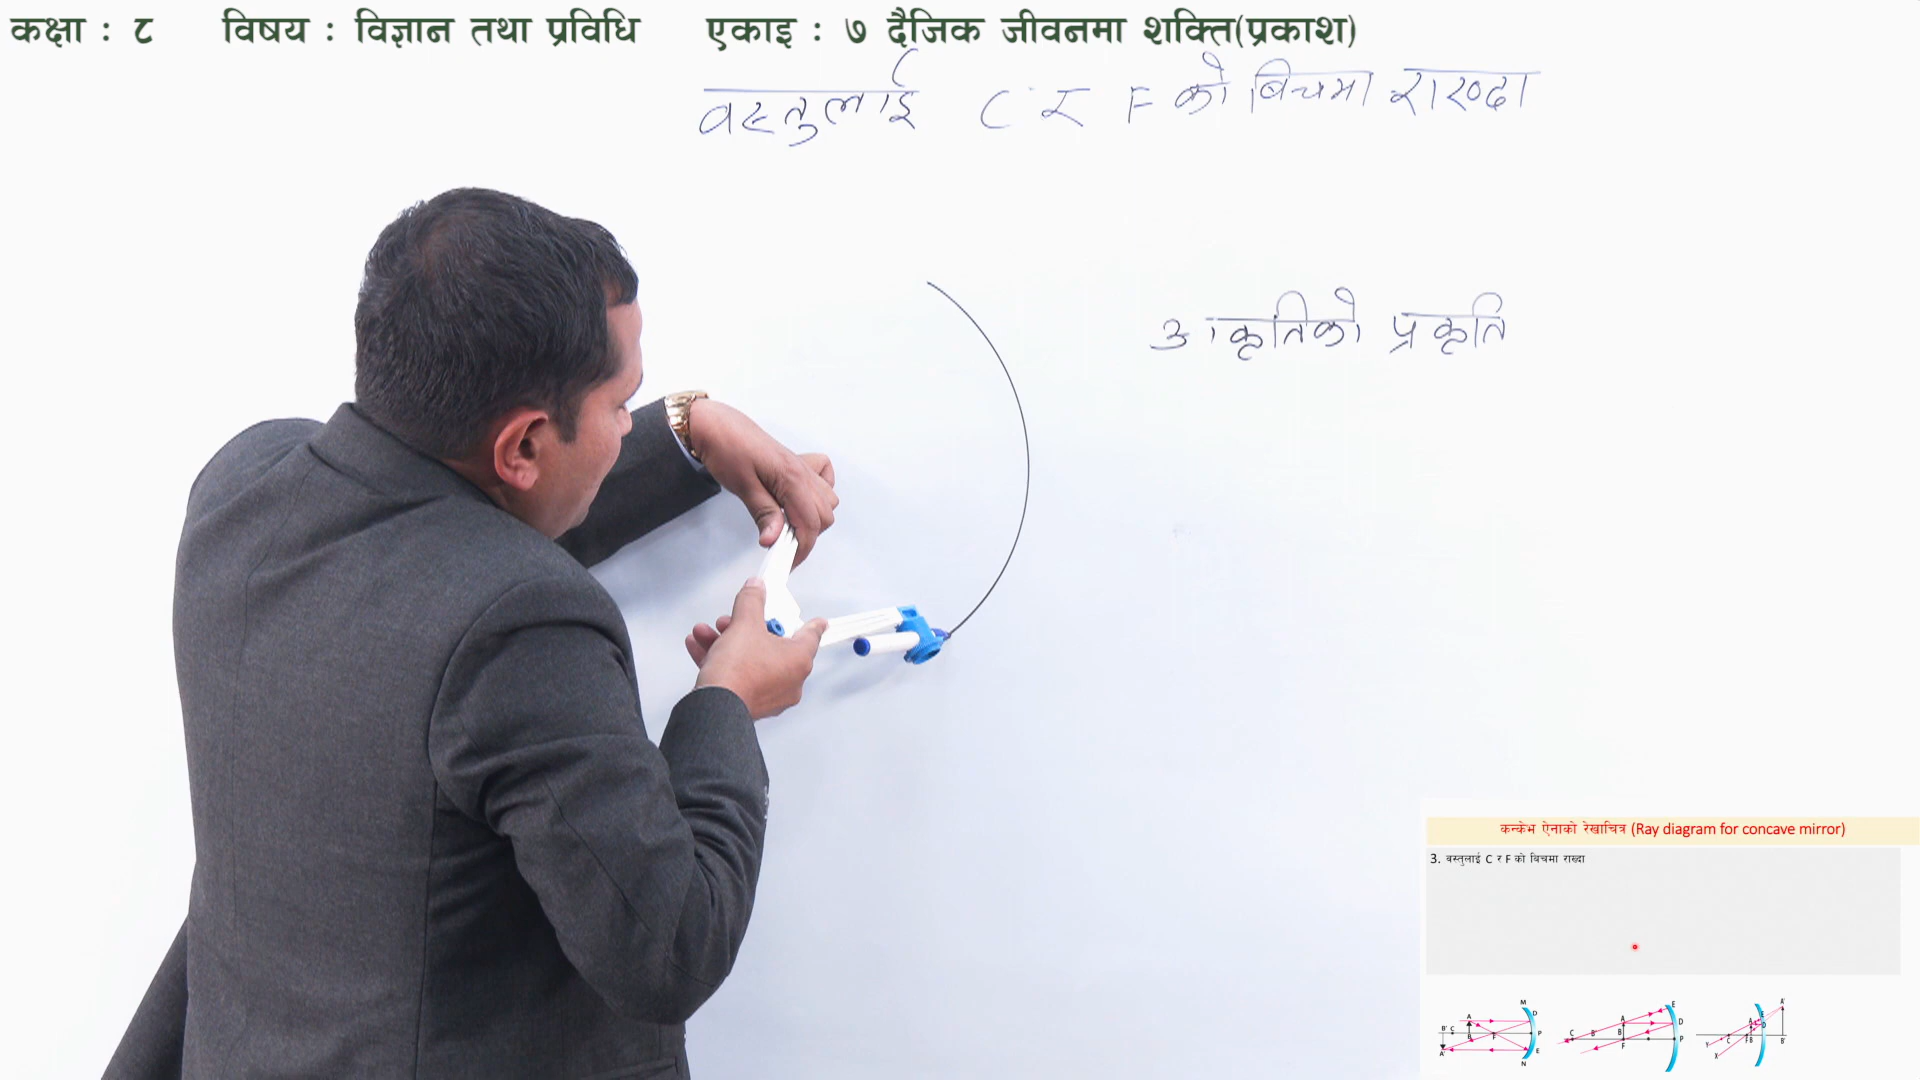 कक्षा : ८ विषय : विज्ञान तथा प्रविधि एकाइ : ७ दैजिक जीवनमा शक्ति(प्रकाश)
वस्तुलाई C र F को बिचमा राख्दा
आकृतिको प्रकृति
कन्केभ ऐनाको रेखाचित्र (Ray diagram for concave mirror)
3. वस्तुलाई C र F को बिचमा राख्दा
M
A D
B' C B F P
A' E
N
E
A D
C B' B P
F
A'
A E D
C F B B'
Y
X